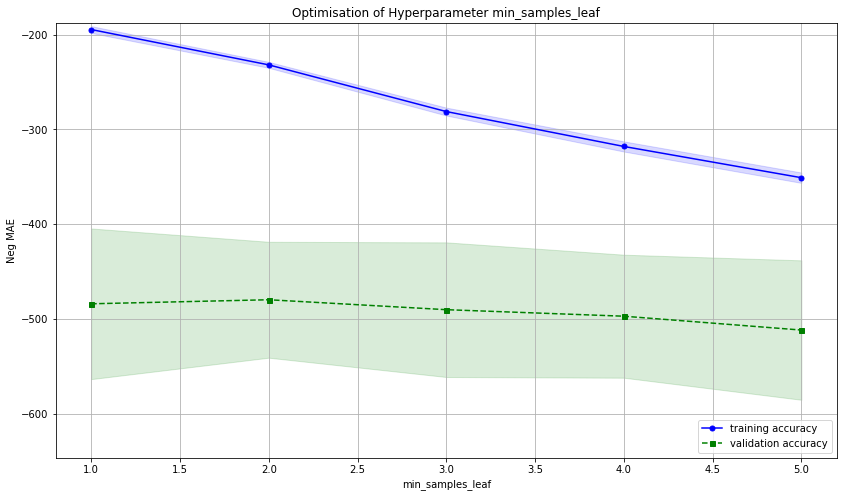 Optimisation of Hyperparameter min_samples_leaf
−200
−300
−400
−500
−600
Neg MAE
1.0 1.5 2.0 2.5 3.0 3.5 4.0 4.5 5.0
min_samples_leaf
training accuracy
validation accuracy